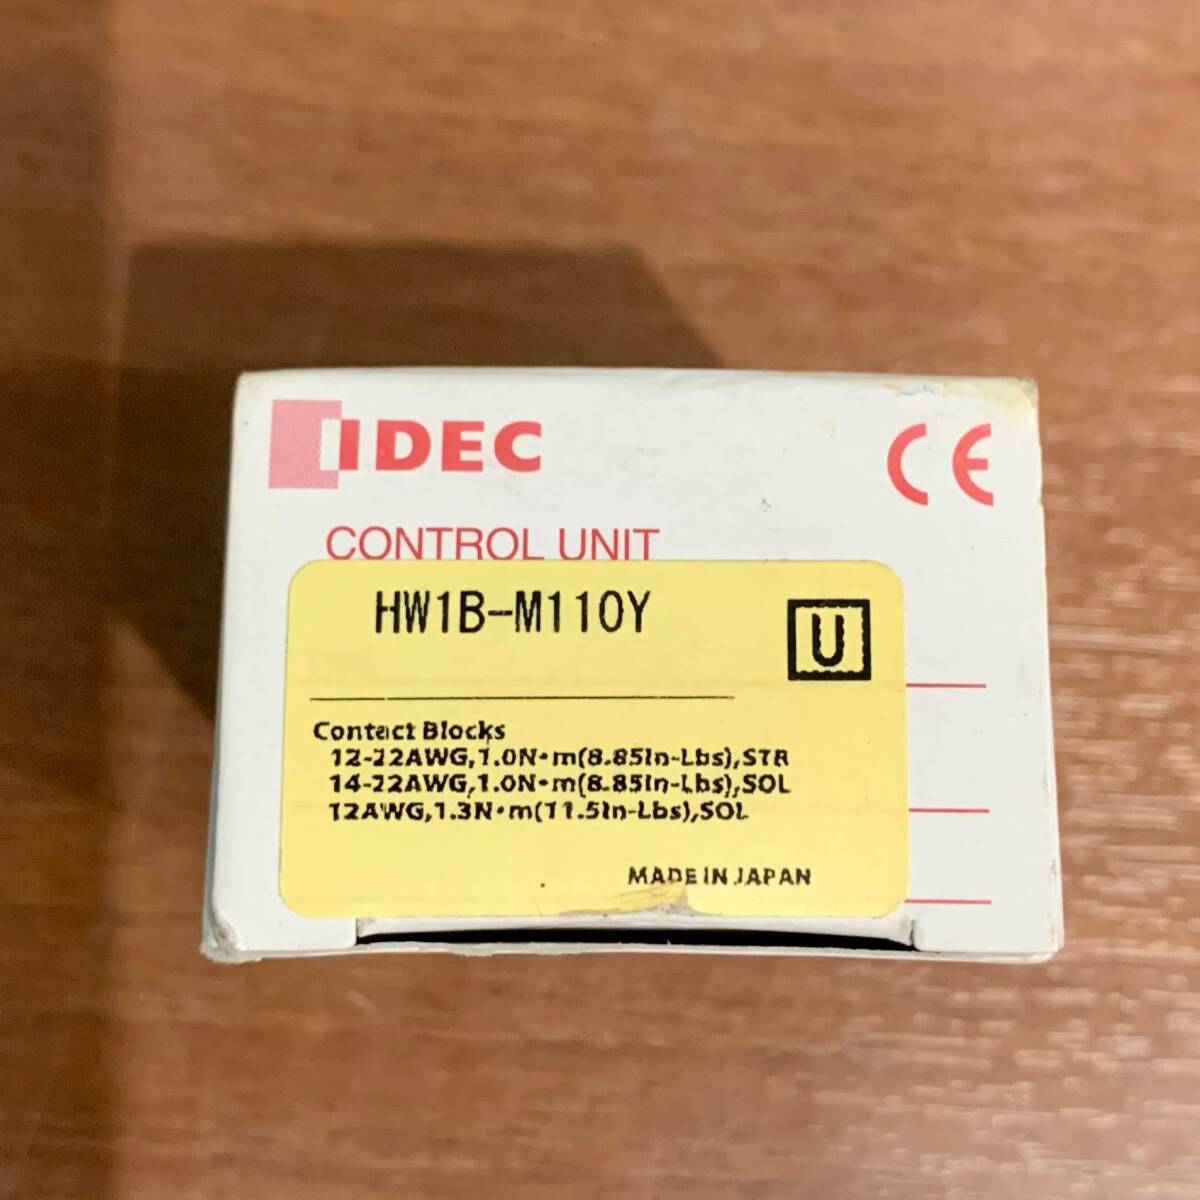 IDEC
CE
CONTROL UNIT
HW1B-M110Y
U
Contact Blocks
12-22AWG,1.0N·m(8.85In-Lbs),STR
14-22AWG,1.0N·m(8.85In-Lbs),SOL
12AWG,1.3N·m(11.5In-Lbs),SOL
MADE IN JAPAN